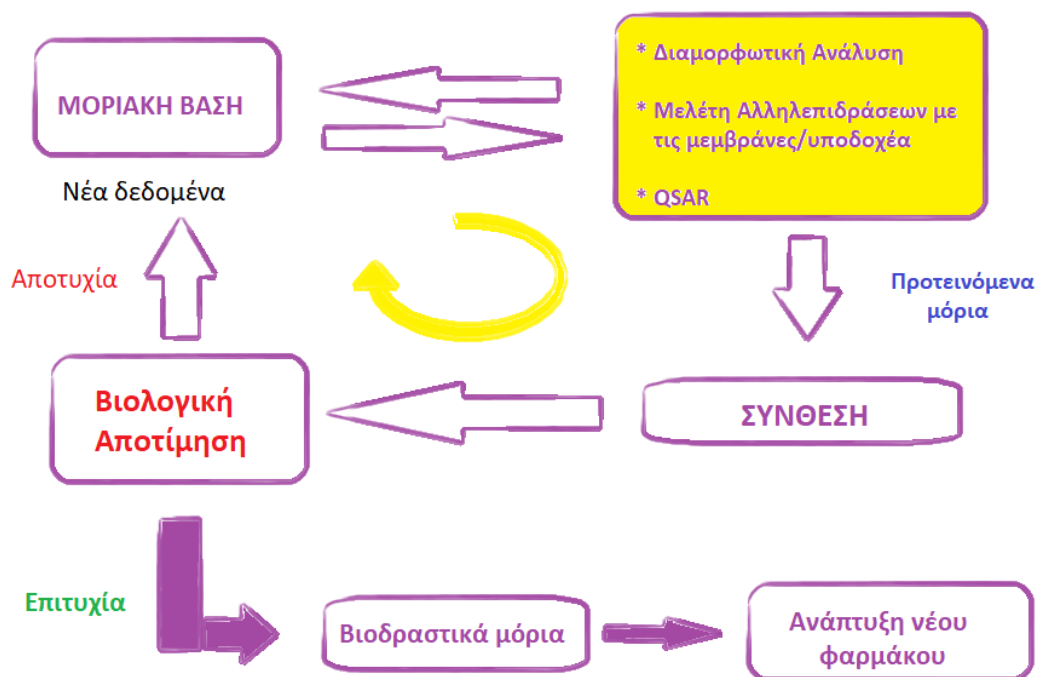 ΜΟΡΙΑΚΗ ΒΑΣΗ
* Διαμορφωτική Ανάλυση
* Μελέτη Αλληλεπιδράσεων με
τις μεμβράνες/υποδοχέα
* QSAR
Νέα δεδομένα
Αποτυχία
Προτεινόμενα
μόρια
Βιολογική
Αποτίμηση
ΣΥΝΘΕΣΗ
Επιτυχία
Βιοδραστικά μόρια
Ανάπτυξη νέου
φαρμάκου